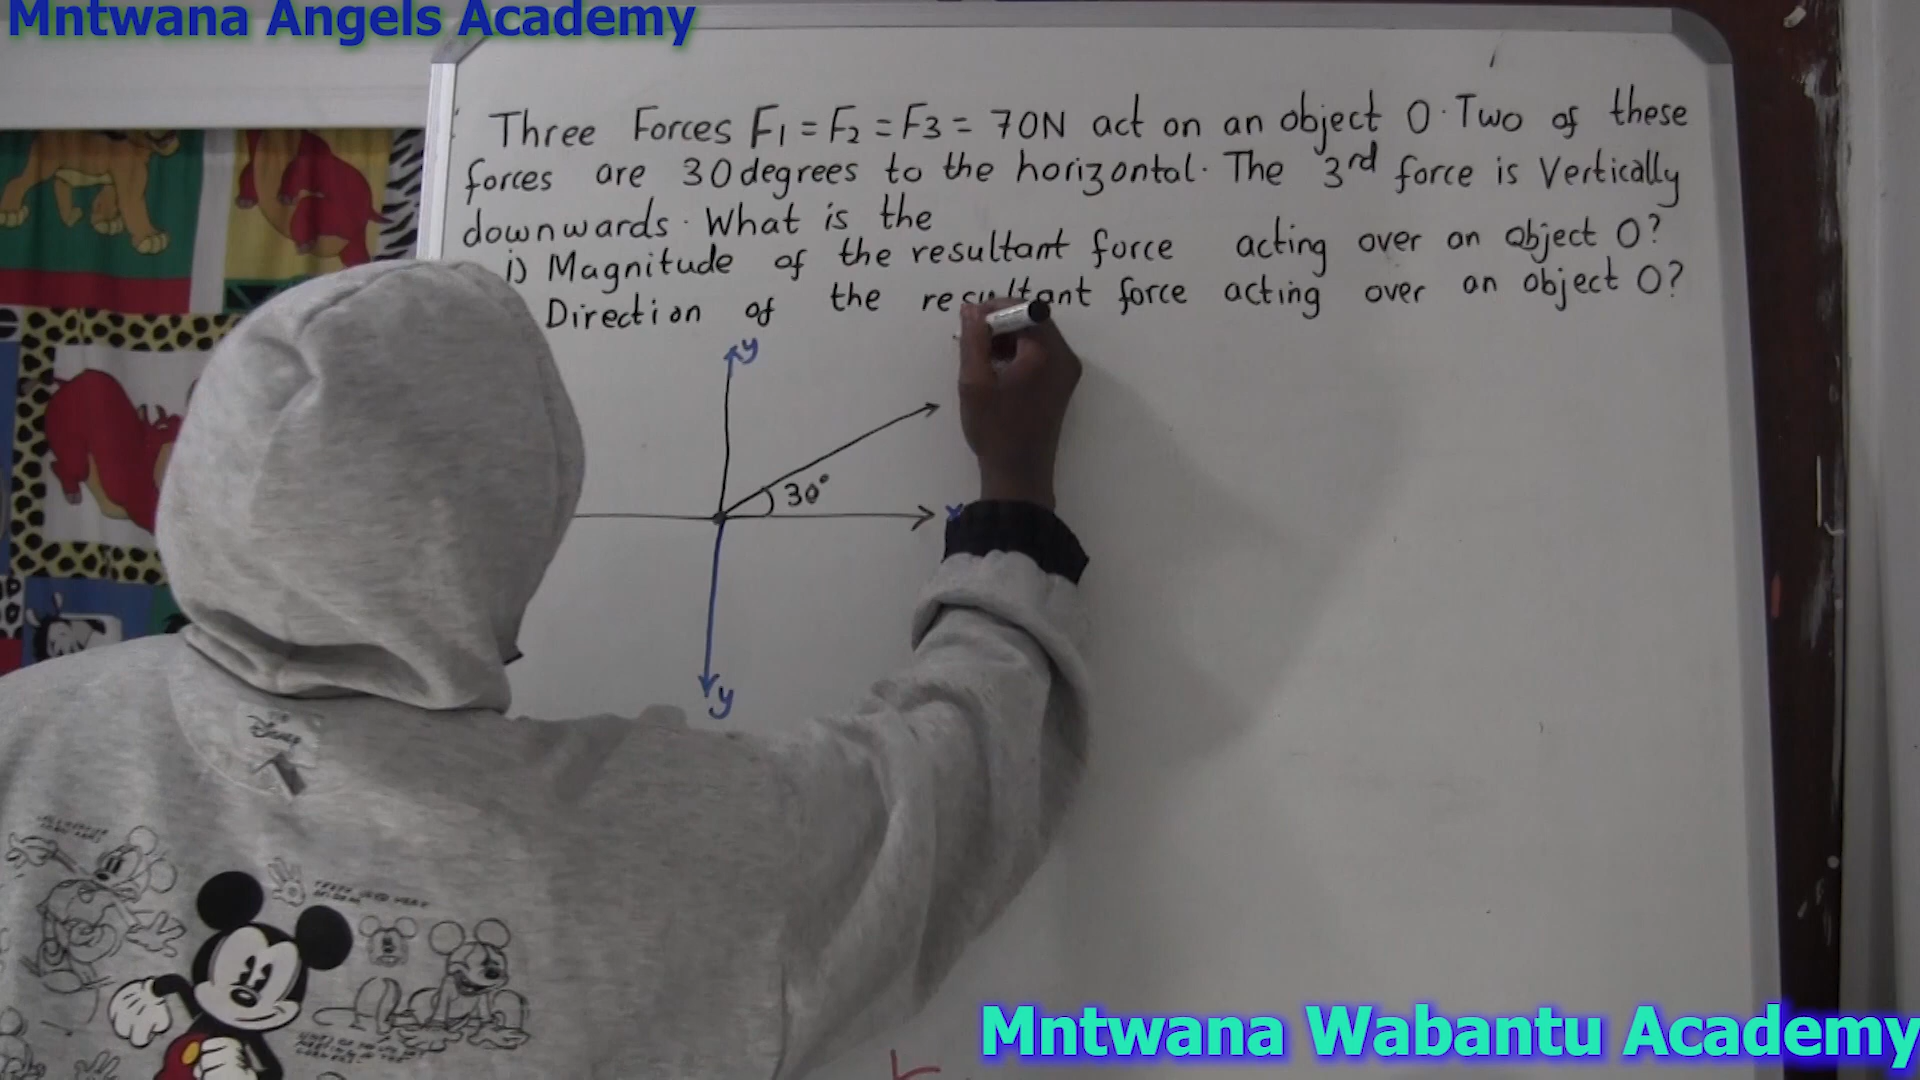 Mntwana Angels Academy
Three Forces F1 = F2 = F3 = 70N act on an object O. Two of these
forces are 30 degrees to the horizontal. The 3rd force is Vertically
downwards. What is the
i) Magnitude of the resultant force acting over an object O?
Direction of the resultant force acting over an object O?
y
30°
x
y
Disney
Mntwana Wabantu Academy